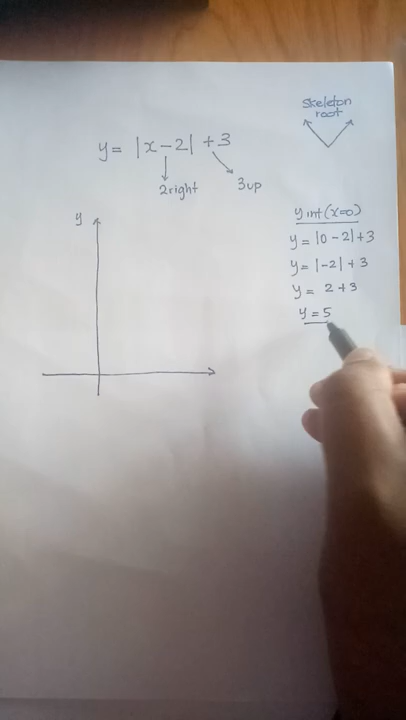 Skeleton
root
y = |x - 2| + 3
2right
3up
y int (x=0)
y = |0 - 2| + 3
y = |-2| + 3
y = 2 + 3
y = 5
y